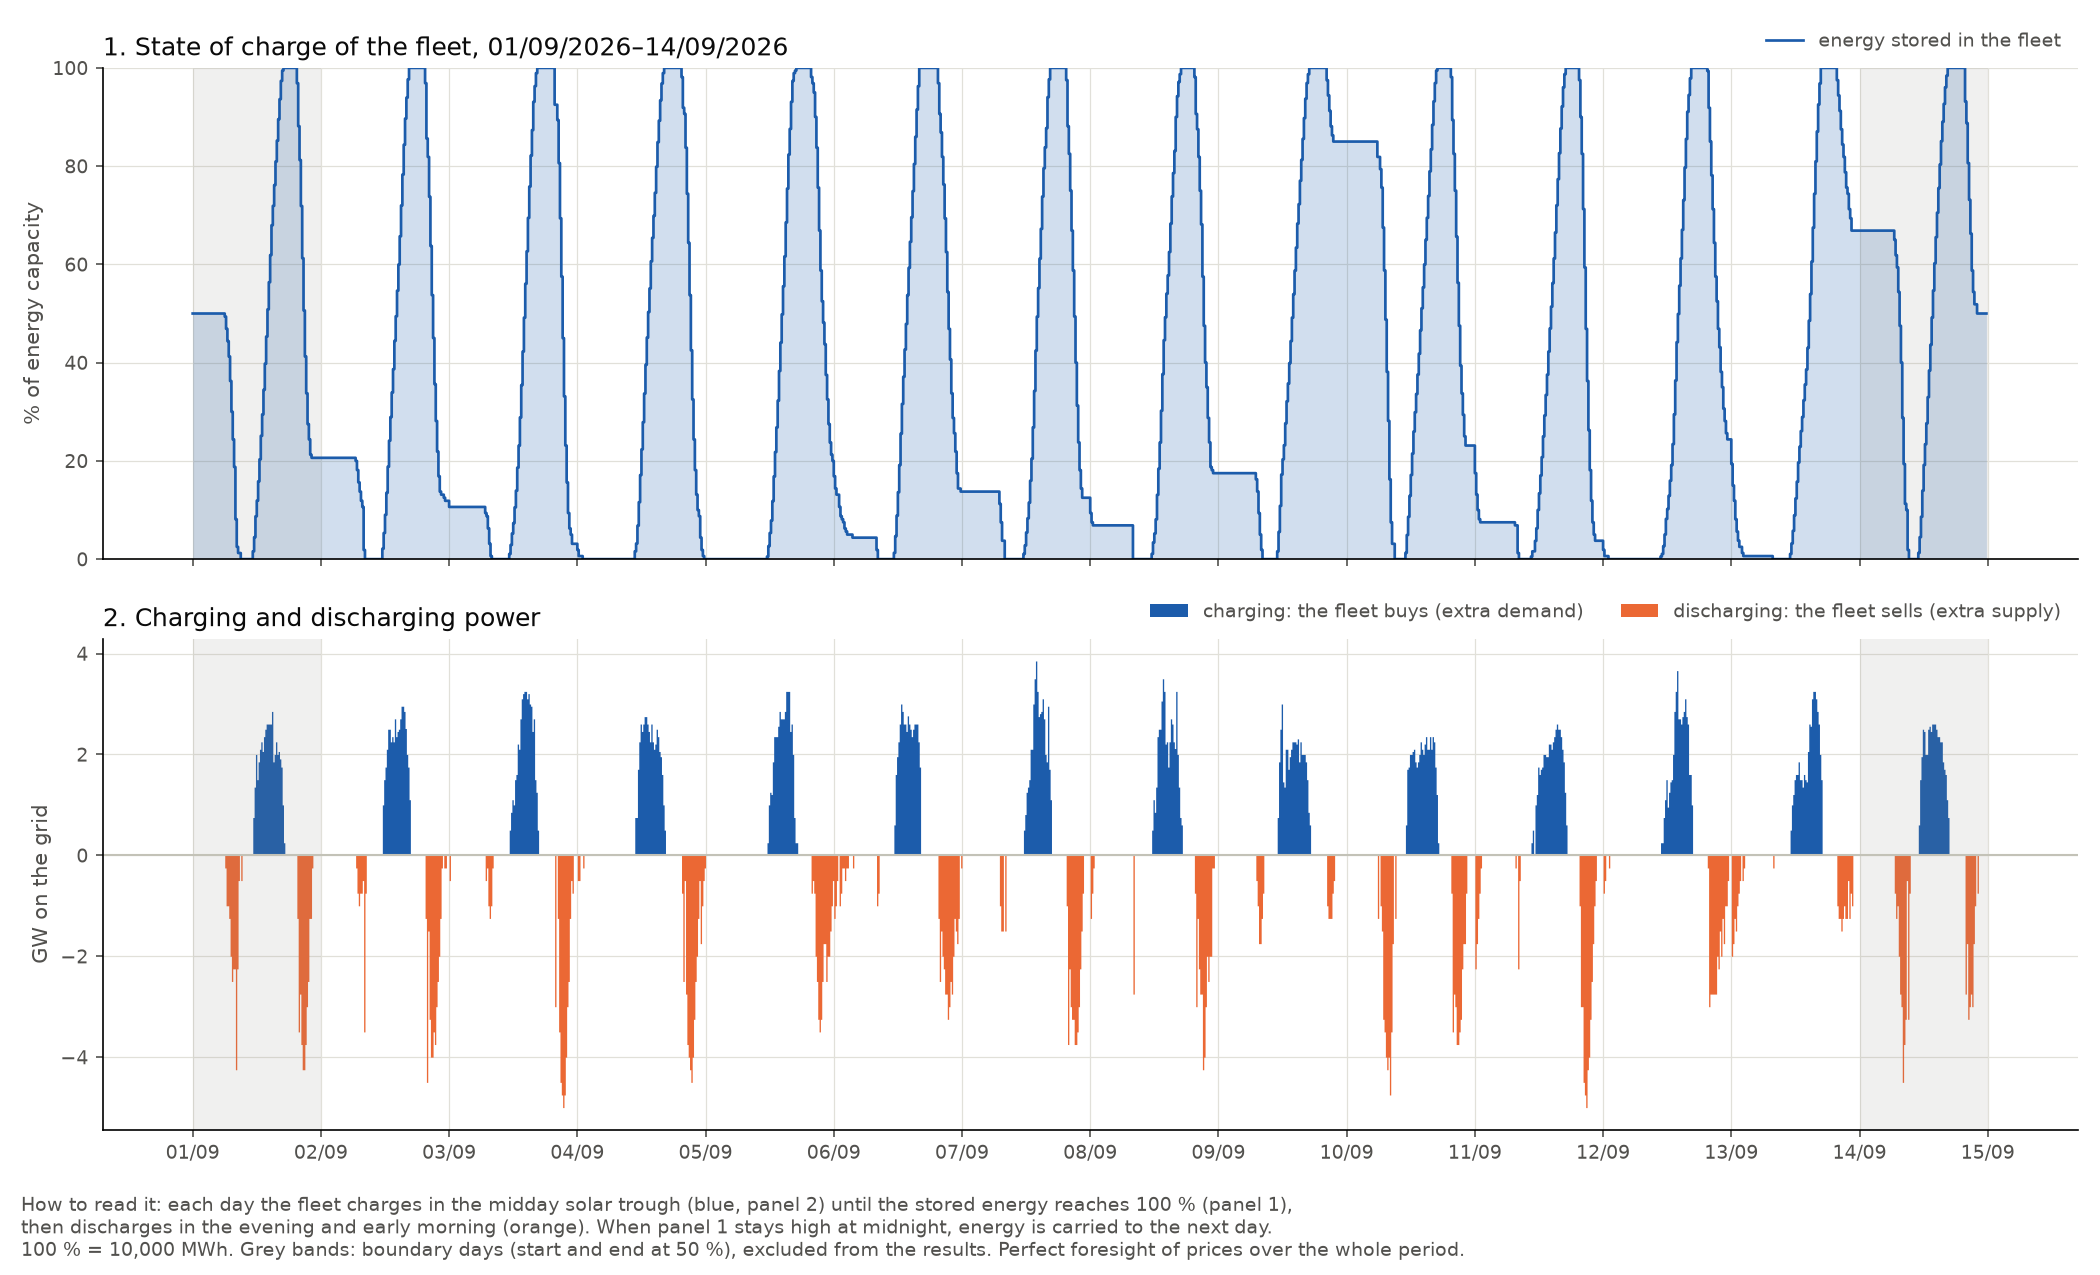 1. State of charge of the fleet, 01/09/2026–14/09/2026
energy stored in the fleet
% of energy capacity
100
80
60
40
20
0
2. Charging and discharging power
charging: the fleet buys (extra demand)
discharging: the fleet sells (extra supply)
GW on the grid
4
2
0
−2
−4
01/09 02/09 03/09 04/09 05/09 06/09 07/09 08/09 09/09 10/09 11/09 12/09 13/09 14/09 15/09
How to read it: each day the fleet charges in the midday solar trough (blue, panel 2) until the stored energy reaches 100 % (panel 1),
then discharges in the evening and early morning (orange). When panel 1 stays high at midnight, energy is carried to the next day.
100 % = 10,000 MWh. Grey bands: boundary days (start and end at 50 %), excluded from the results. Perfect foresight of prices over the whole period.